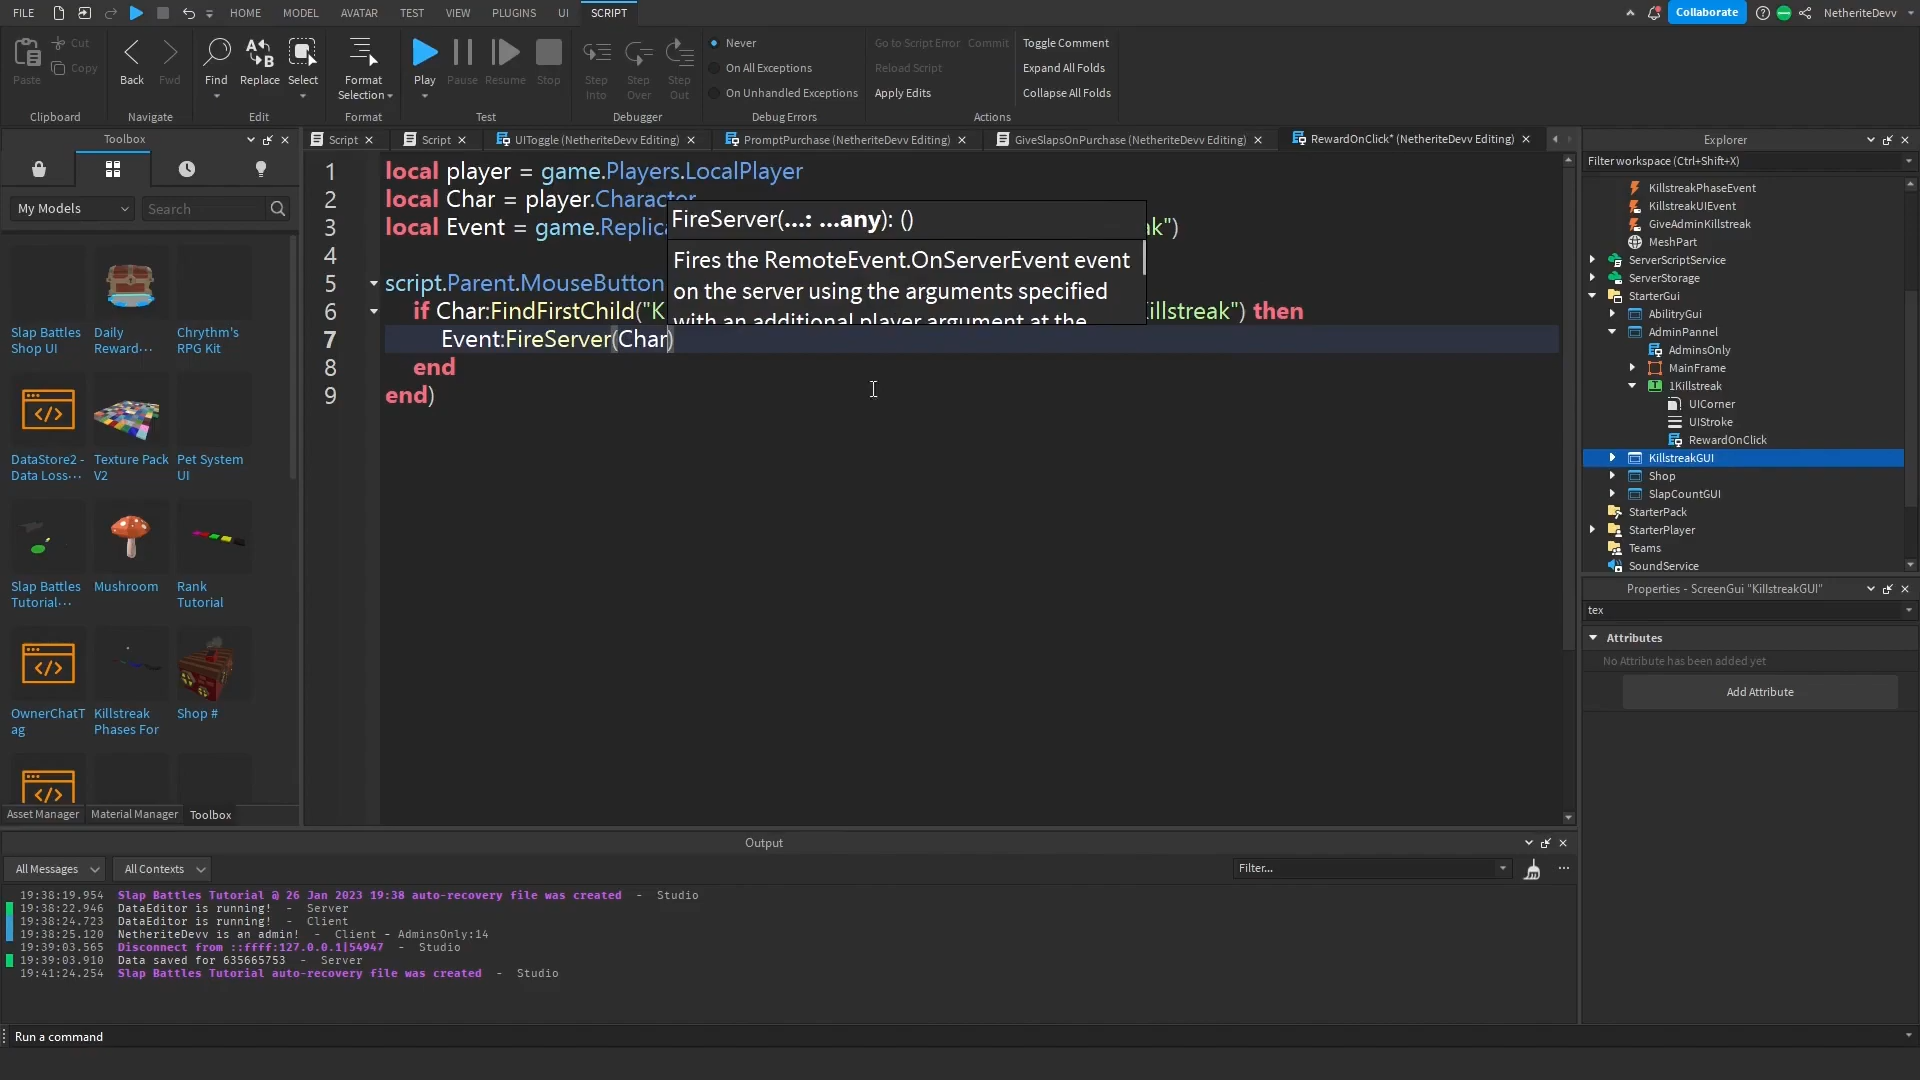 FILE HOME MODEL AVATAR TEST VIEW PLUGINS UI SCRIPT Collaborate NetheriteDevv
Paste Cut Copy Back Fwd Find Replace Select Format Selection Play Pause Resume Stop Step Into Step Over Step Out
Never
On All Exceptions
On Unhandled Exceptions
Go to Script Error Commit
Reload Script
Apply Edits
Toggle Comment
Expand All Folds
Collapse All Folds
Clipboard Navigate Edit Format Test Debugger Debug Errors Actions
Toolbox
My Models Search
Slap Battles Shop UI
Daily Reward···
Chrythm's RPG Kit
DataStore2 - Data Loss···
Texture Pack V2
Pet System UI
Slap Battles Tutorial···
Mushroom
Rank Tutorial
OwnerChatTag
Killstreak Phases For
Shop #
Asset Manager Material Manager Toolbox
Script Script UIToggle (NetheriteDevv Editing) PromptPurchase (NetheriteDevv Editing) GiveSlapsOnPurchase (NetheriteDevv Editing) RewardOnClick* (NetheriteDevv Editing)
1 local player = game.Players.LocalPlayer
2 local Char = player.Character
3 local Event = game.Replica ak")
4
5 script.Parent.MouseButton
6 if Char:FindFirstChild("K illstreak") then
7 Event:FireServer(Char)
8 end
9 end)
FireServer(...: ...any): ()
Fires the RemoteEvent.OnServerEvent event
on the server using the arguments specified
with an additional player argument at the
Explorer
Filter workspace (Ctrl+Shift+X)
KillstreakPhaseEvent
KillstreakUIEvent
GiveAdminKillstreak
MeshPart
ServerScriptService
ServerStorage
StarterGui
AbilitryGui
AdminPannel
AdminsOnly
MainFrame
1Killstreak
UICorner
UIStroke
RewardOnClick
KillstreakGUI
Shop
SlapCountGUI
StarterPack
StarterPlayer
Teams
SoundService
Properties - ScreenGui "KillstreakGUI"
tex
Attributes
No Attribute has been added yet
Add Attribute
Output
All Messages All Contexts Filter...
19:38:19.954 Slap Battles Tutorial @ 26 Jan 2023 19:38 auto-recovery file was created - Studio
19:38:22.946 DataEditor is running! - Server
19:38:24.723 DataEditor is running! - Client
19:38:25.120 NetheriteDevv is an admin! - Client - AdminsOnly:14
19:39:03.565 Disconnect from ::ffff:127.0.0.1|54947 - Studio
19:39:03.910 Data saved for 635665753 - Server
19:41:24.254 Slap Battles Tutorial auto-recovery file was created - Studio
Run a command